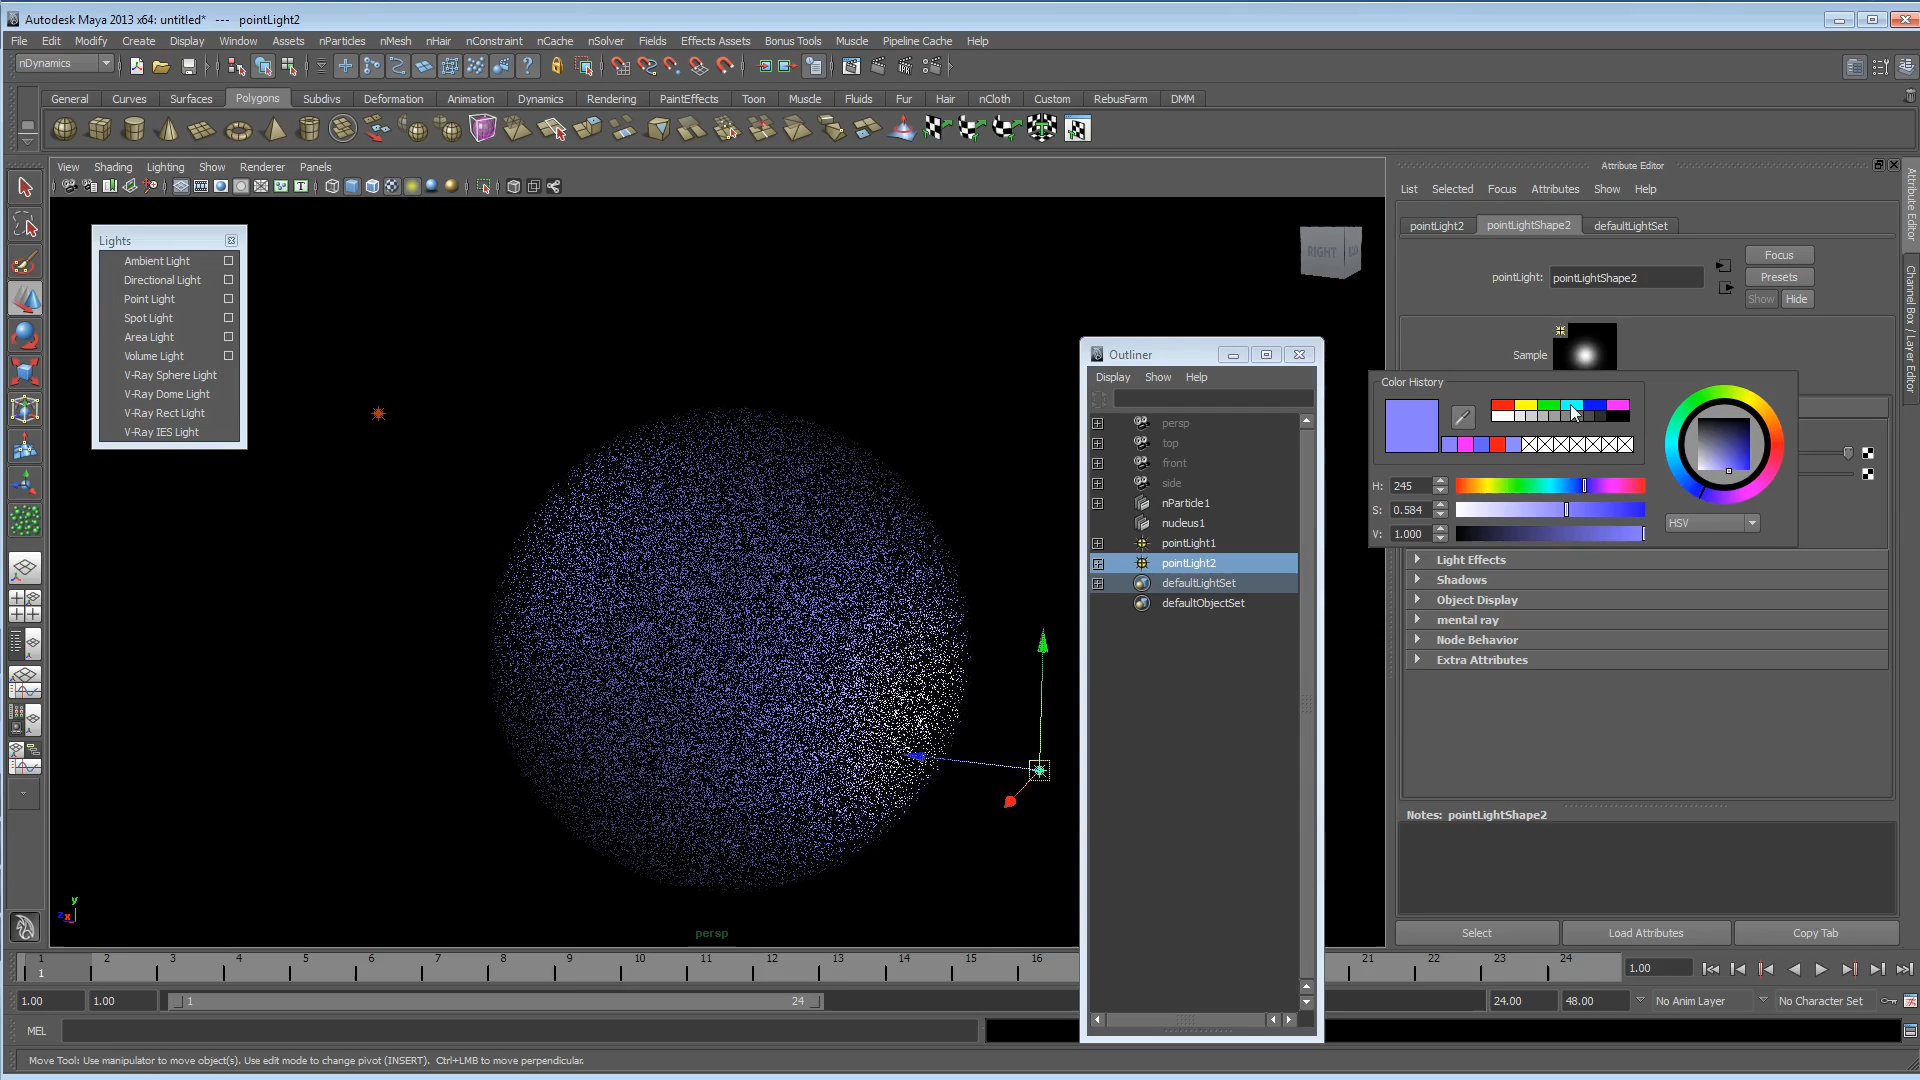 Autodesk Maya 2013 x64: untitled*   ---   pointLight2
File Edit Modify Create Display Window Assets nParticles nMesh nHair nConstraint nCache nSolver Fields Effects Assets Bonus Tools Muscle Pipeline Cache Help
nDynamics
General Curves Surfaces Polygons Subdivs Deformation Animation Dynamics Rendering PaintEffects Toon Muscle Fluids Fur Hair nCloth Custom RebusFarm DMM
View Shading Lighting Show Renderer Panels
Lights
Ambient Light
Directional Light
Point Light
Spot Light
Area Light
Volume Light
V-Ray Sphere Light
V-Ray Dome Light
V-Ray Rect Light
V-Ray IES Light
RIGHT
persp
y
z x
Outliner
Display Show Help
persp
top
front
side
nParticle1
nucleus1
pointLight1
pointLight2
defaultLightSet
defaultObjectSet
Attribute Editor
List Selected Focus Attributes Show Help
pointLight2 pointLightShape2 defaultLightSet
Focus
pointLight: pointLightShape2
Presets
Show Hide
Sample
Color History
H: 245
S: 0.584
V: 1.000
HSV
Light Effects
Shadows
Object Display
mental ray
Node Behavior
Extra Attributes
Notes: pointLightShape2
Select Load Attributes Copy Tab
Attribute Editor
Channel Box / Layer Editor
1 2 3 4 5 6 7 8 9 10 11 12 13 14 15 16 21 22 23 24
1
1.00
1.00 1.00 1 24 24.00 48.00 No Anim Layer No Character Set
MEL
Move Tool: Use manipulator to move object(s). Use edit mode to change pivot (INSERT). Ctrl+LMB to move perpendicular.